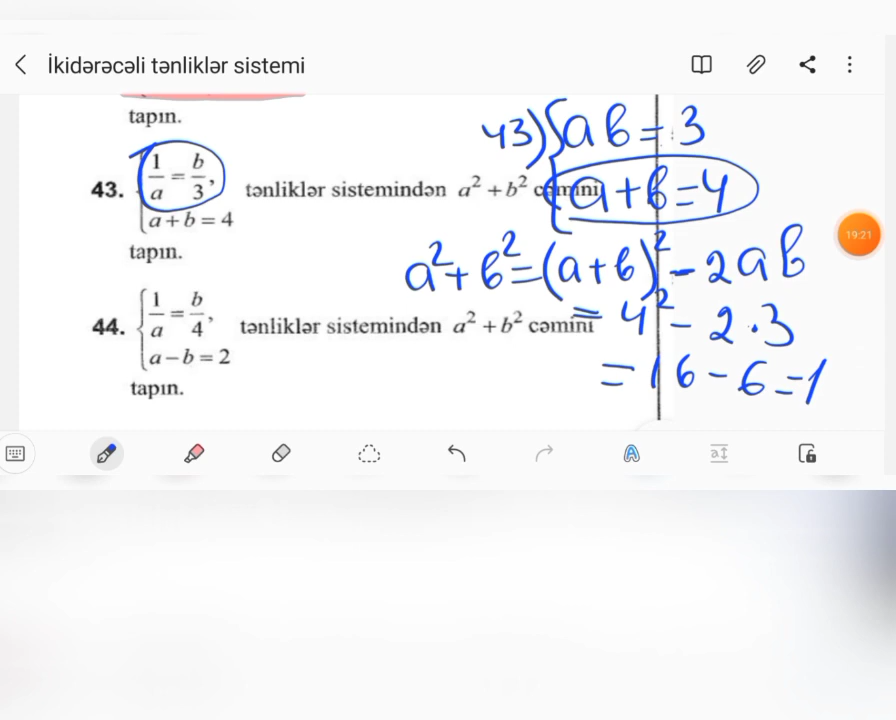 İkidərəcəli tənliklər sistemi
tapın.
43. { 1/a = b/3, a + b = 4 tənliklər sistemindən a² + b² cəmini
tapın.
44. { 1/a = b/4, a − b = 2 tənliklər sistemindən a² + b² cəmini
tapın.
43) { ab = 3
a + b = 4
a² + b² = (a + b)² − 2ab
= 4² − 2·3
= 16 − 6 = 1
19:21